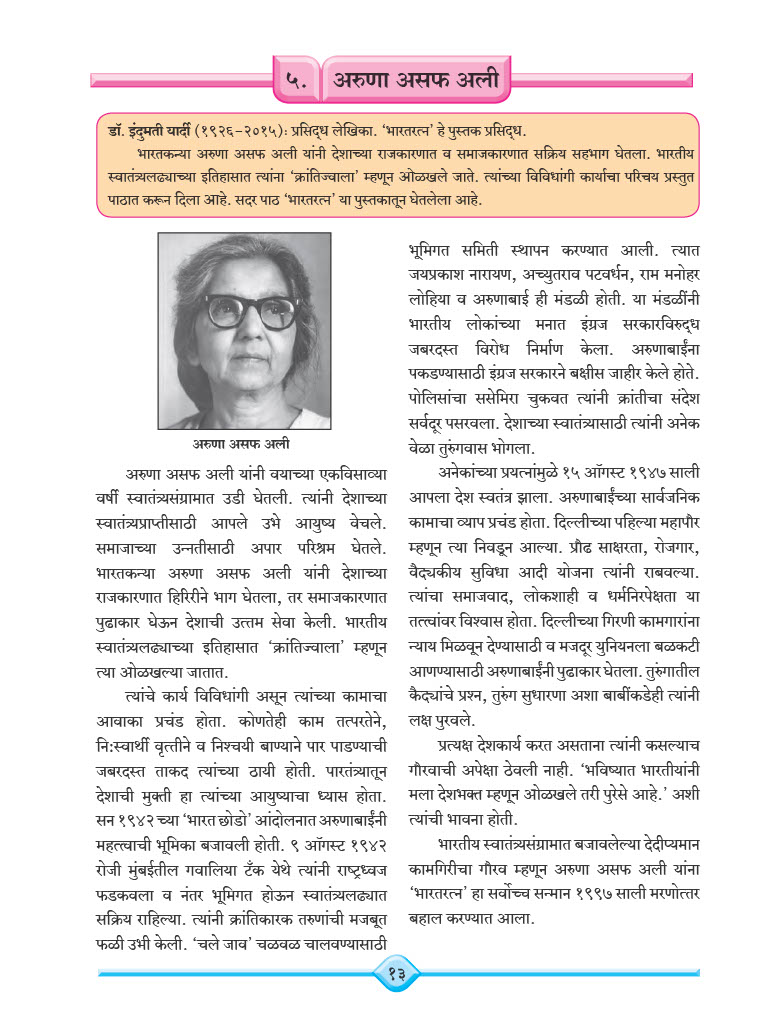 ५. अरुणा असफ अली
डॉ. इंदुमती यार्दी (१९२६-२०१५): प्रसिद्ध लेखिका. ‘भारतरत्न’ हे पुस्तक प्रसिद्ध.
भारतकन्या अरुणा असफ अली यांनी देशाच्या राजकारणात व समाजकारणात सक्रिय सहभाग घेतला. भारतीय
स्वातंत्र्यलढ्याच्या इतिहासात त्यांना ‘क्रांतिज्वाला’ म्हणून ओळखले जाते. त्यांच्या विविधांगी कार्याचा परिचय प्रस्तुत
पाठात करून दिला आहे. सदर पाठ ‘भारतरत्न’ या पुस्तकातून घेतलेला आहे.
अरुणा असफ अली
अरुणा असफ अली यांनी वयाच्या एकविसाव्या
वर्षी स्वातंत्र्यसंग्रामात उडी घेतली. त्यांनी देशाच्या
स्वातंत्र्यप्राप्तीसाठी आपले उभे आयुष्य वेचले.
समाजाच्या उन्नतीसाठी अपार परिश्रम घेतले.
भारतकन्या अरुणा असफ अली यांनी देशाच्या
राजकारणात हिरिरीने भाग घेतला, तर समाजकारणात
पुढाकार घेऊन देशाची उत्तम सेवा केली. भारतीय
स्वातंत्र्यलढ्याच्या इतिहासात ‘क्रांतिज्वाला’ म्हणून
त्या ओळखल्या जातात.
त्यांचे कार्य विविधांगी असून त्यांच्या कामाचा
आवाका प्रचंड होता. कोणतेही काम तत्परतेने,
नि:स्वार्थी वृत्तीने व निश्चयी बाण्याने पार पाडण्याची
जबरदस्त ताकद त्यांच्या ठायी होती. पारतंत्र्यातून
देशाची मुक्ती हा त्यांच्या आयुष्याचा ध्यास होता.
सन १९४२ च्या ‘भारत छोडो’ आंदोलनात अरुणाबाईंनी
महत्त्वाची भूमिका बजावली होती. ९ ऑगस्ट १९४२
रोजी मुंबईतील गवालिया टँक येथे त्यांनी राष्ट्रध्वज
फडकवला व नंतर भूमिगत होऊन स्वातंत्र्यलढ्यात
सक्रिय राहिल्या. त्यांनी क्रांतिकारक तरुणांची मजबूत
फळी उभी केली. ‘चले जाव’ चळवळ चालवण्यासाठी
भूमिगत समिती स्थापन करण्यात आली. त्यात
जयप्रकाश नारायण, अच्युतराव पटवर्धन, राम मनोहर
लोहिया व अरुणाबाई ही मंडळी होती. या मंडळींनी
भारतीय लोकांच्या मनात इंग्रज सरकारविरुद्ध
जबरदस्त विरोध निर्माण केला. अरुणाबाईंना
पकडण्यासाठी इंग्रज सरकारने बक्षीस जाहीर केले होते.
पोलिसांचा ससेमिरा चुकवत त्यांनी क्रांतीचा संदेश
सर्वदूर पसरवला. देशाच्या स्वातंत्र्यासाठी त्यांनी अनेक
वेळा तुरुंगवास भोगला.
अनेकांच्या प्रयत्नांमुळे १५ ऑगस्ट १९४७ साली
आपला देश स्वतंत्र झाला. अरुणाबाईंच्या सार्वजनिक
कामाचा व्याप प्रचंड होता. दिल्लीच्या पहिल्या महापौर
म्हणून त्या निवडून आल्या. प्रौढ साक्षरता, रोजगार,
वैद्यकीय सुविधा आदी योजना त्यांनी राबवल्या.
त्यांचा समाजवाद, लोकशाही व धर्मनिरपेक्षता या
तत्त्वांवर विश्वास होता. दिल्लीच्या गिरणी कामगारांना
न्याय मिळवून देण्यासाठी व मजदूर युनियनला बळकटी
आणण्यासाठी अरुणाबाईंनी पुढाकार घेतला. तुरुंगातील
कैद्यांचे प्रश्न, तुरुंग सुधारणा अशा बाबींकडेही त्यांनी
लक्ष पुरवले.
प्रत्यक्ष देशकार्य करत असताना त्यांनी कसल्याच
गौरवाची अपेक्षा ठेवली नाही. ‘भविष्यात भारतीयांनी
मला देशभक्त म्हणून ओळखले तरी पुरेसे आहे.’ अशी
त्यांची भावना होती.
भारतीय स्वातंत्र्यसंग्रामात बजावलेल्या देदीप्यमान
कामगिरीचा गौरव म्हणून अरुणा असफ अली यांना
‘भारतरत्न’ हा सर्वोच्च सन्मान १९९७ साली मरणोत्तर
बहाल करण्यात आला.
१३